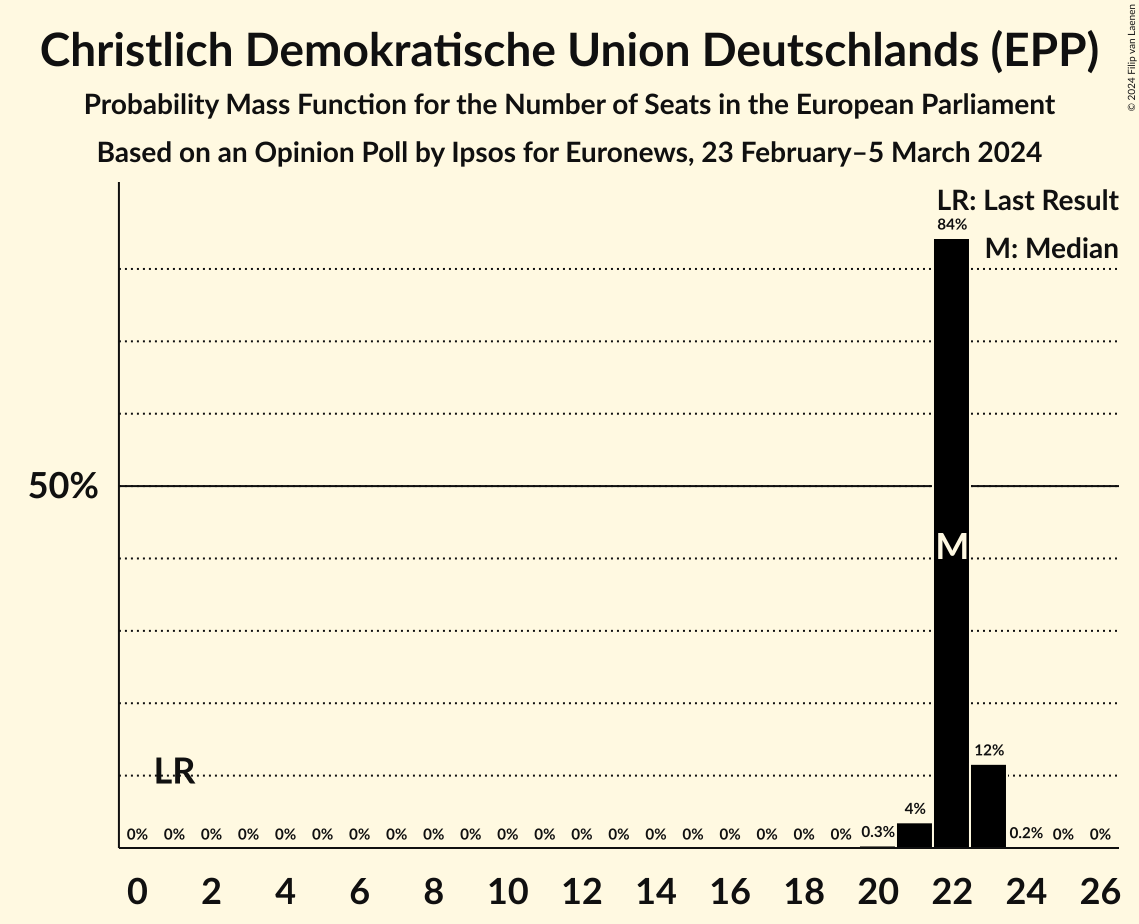 Christlich Demokratische Union Deutschlands (EPP)
Probability Mass Function for the Number of Seats in the European Parliament
Based on an Opinion Poll by Ipsos for Euronews, 23 February–5 March 2024
© 2024 Filip van Laenen
LR: Last Result
84%
M: Median
50%
M
12%
LR
4%
0% 0% 0% 0% 0% 0% 0% 0% 0% 0% 0% 0% 0% 0% 0% 0% 0% 0% 0% 0% 0.3% 0.2% 0% 0%
0 2 4 6 8 10 12 14 16 18 20 22 24 26